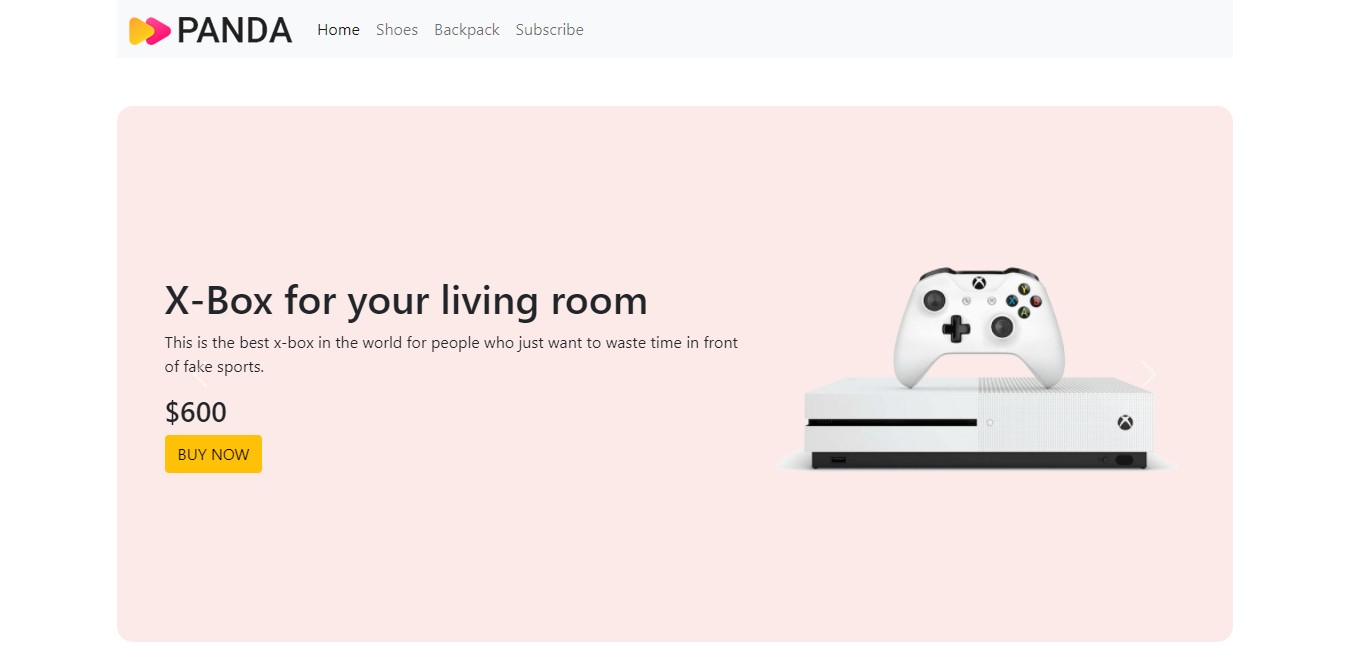 PANDA Home Shoes Backpack Subscribe
X-Box for your living room
This is the best x-box in the world for people who just want to waste time in front
of fake sports.
$600
BUY NOW
Y
X B
A